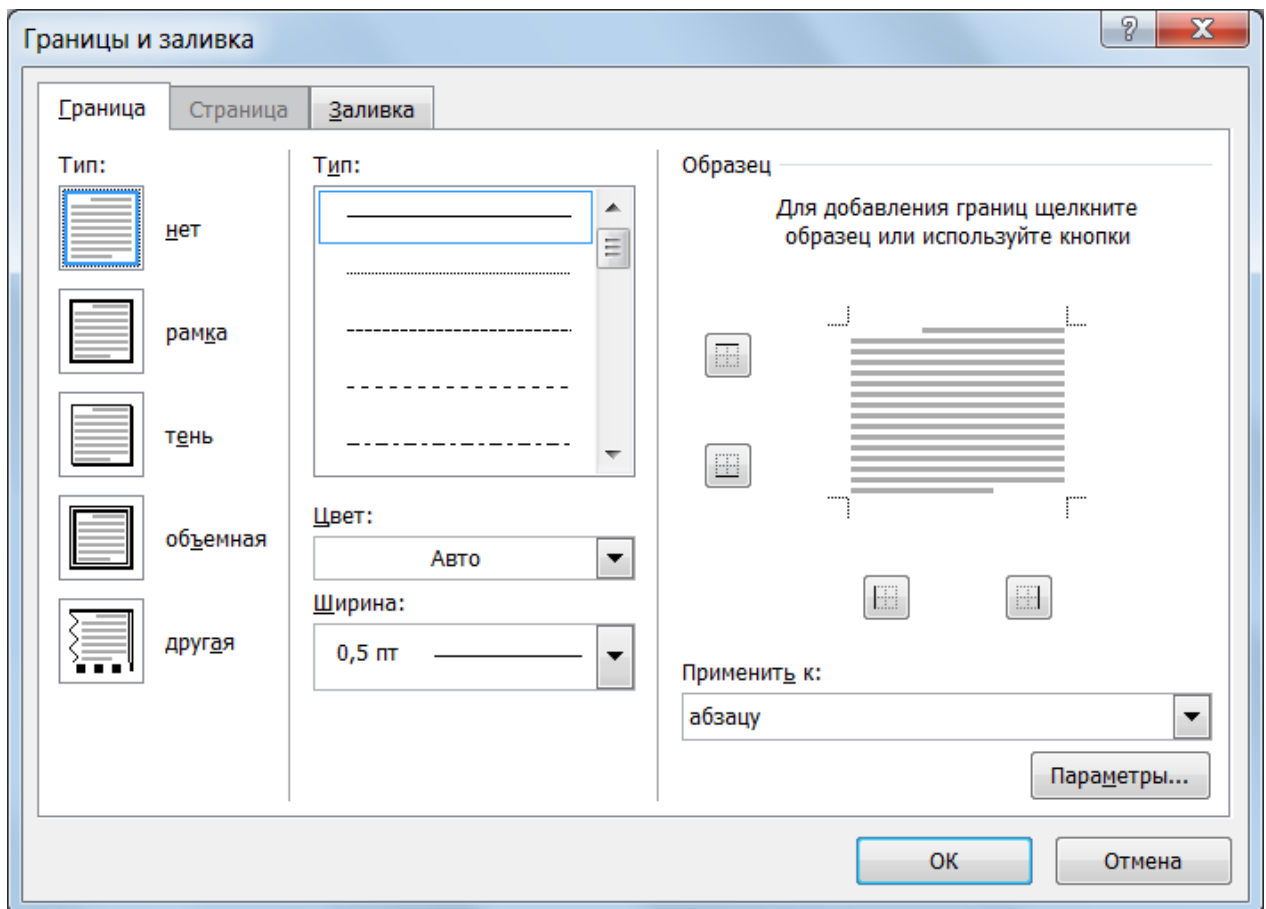 Границы и заливка
Граница
Страница
Заливка
Тип:
нет
рамка
тень
объемная
другая
Тип:
Цвет:
Авто
Ширина:
0,5 пт
Образец
Для добавления границ щелкните
образец или используйте кнопки
Применить к:
абзацу
Параметры...
ОК
Отмена